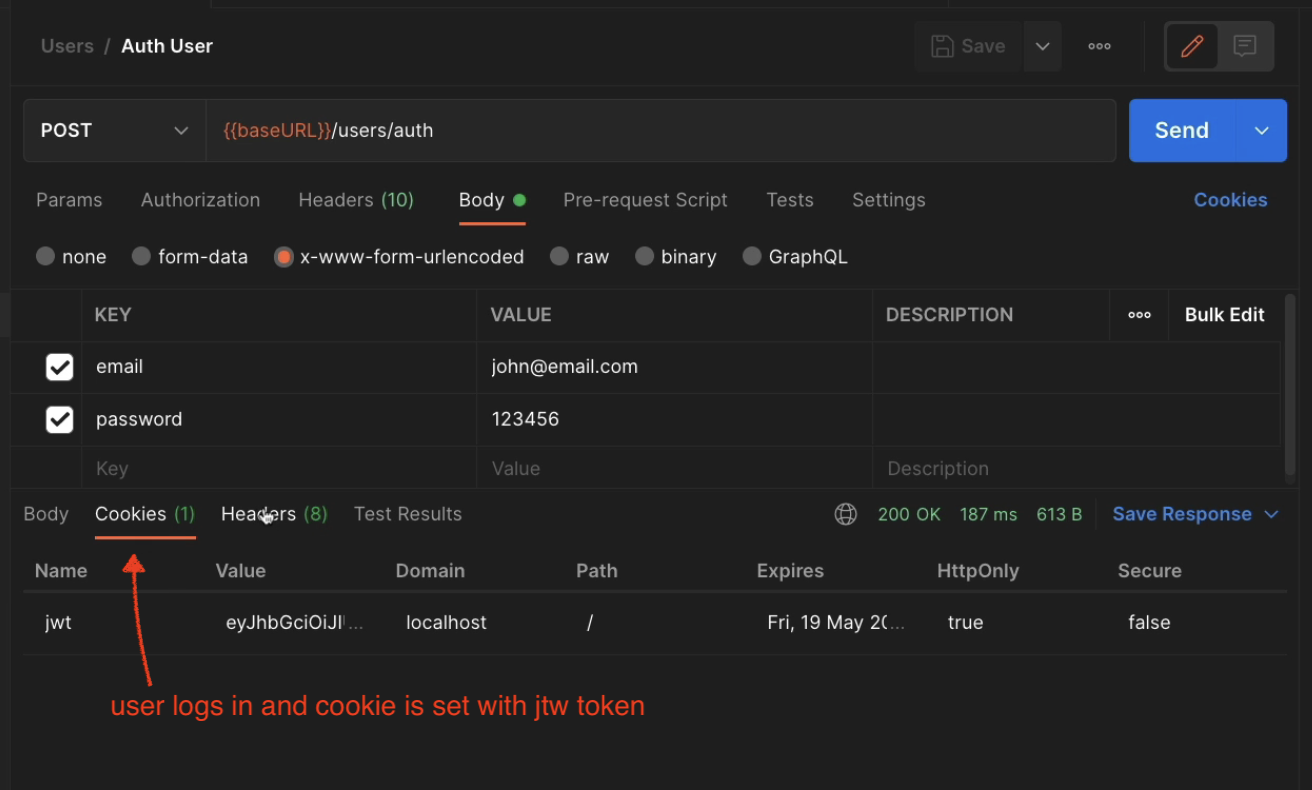 Users / Auth User
Save
POST
{{baseURL}}/users/auth
Send
Params Authorization Headers (10) Body Pre-request Script Tests Settings Cookies
none form-data x-www-form-urlencoded raw binary GraphQL
KEY VALUE DESCRIPTION Bulk Edit
email john@email.com
password 123456
Key Value Description
Body Cookies (1) Headers (8) Test Results 200 OK 187 ms 613 B Save Response
Name Value Domain Path Expires HttpOnly Secure
jwt eyJhbGciOiJI... localhost / Fri, 19 May 20... true false
user logs in and cookie is set with jtw token